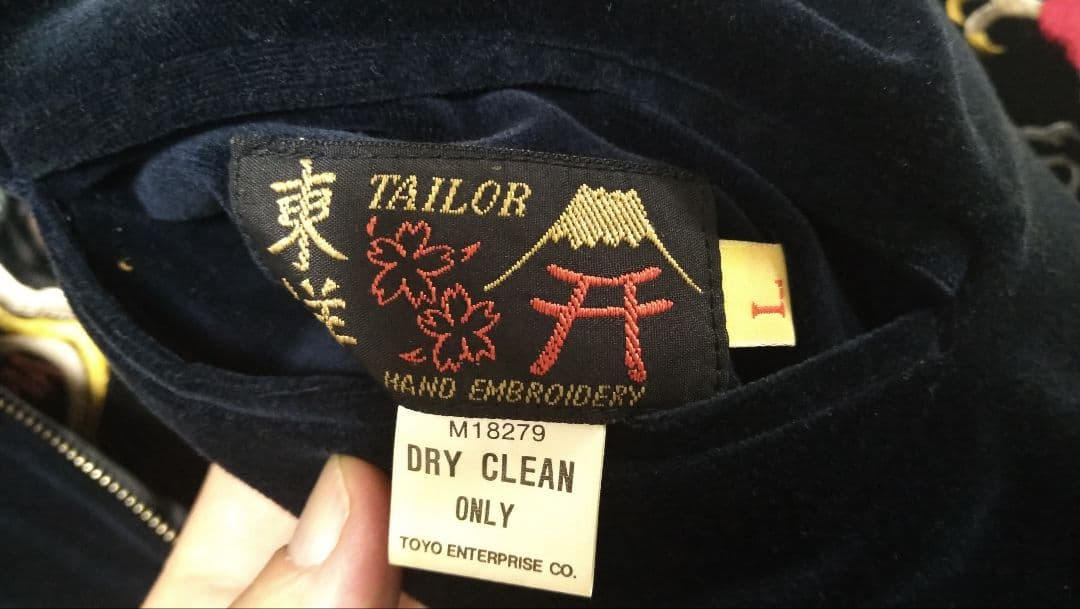 東洋
TAILOR
HAND EMBROIDERY
L
M18279
DRY CLEAN
ONLY
TOYO ENTERPRISE CO.